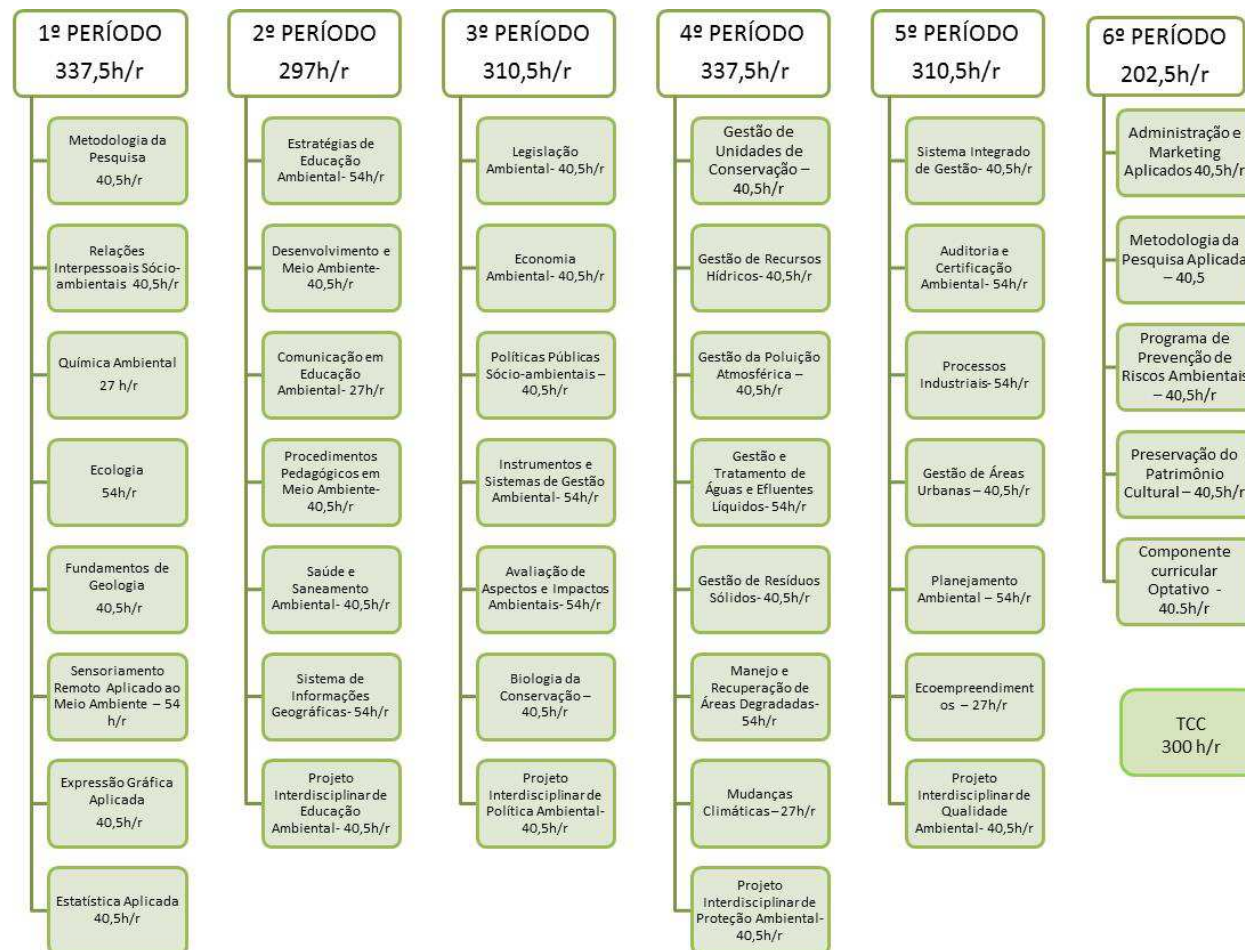 1º PERÍODO
337,5h/r
Metodologia da
Pesquisa
40,5h/r
Relações
Interpessoais Sócio-
ambientais 40,5h/r
Química Ambiental
27 h/r
Ecologia
54h/r
Fundamentos de
Geologia
40,5h/r
Sensoriamento
Remoto Aplicado ao
Meio Ambiente – 54
h/r
Expressão Gráfica
Aplicada
40,5h/r
Estatística Aplicada
40,5h/r
2º PERÍODO
297h/r
Estratégias de
Educação
Ambiental- 54h/r
Desenvolvimento e
Meio Ambiente-
40,5h/r
Comunicação em
Educação
Ambiental- 27h/r
Procedimentos
Pedagógicos em
Meio Ambiente-
40,5h/r
Saúde e
Saneamento
Ambiental- 40,5h/r
Sistema de
Informações
Geográficas- 54h/r
Projeto
Interdisciplinar de
Educação
Ambiental- 40,5h/r
3º PERÍODO
310,5h/r
Legislação
Ambiental- 40,5h/r
Economia
Ambiental- 40,5h/r
Políticas Públicas
Sócio-ambientais –
40,5h/r
Instrumentos e
Sistemas de Gestão
Ambiental- 54h/r
Avaliação de
Aspectos e Impactos
Ambientais- 54h/r
Biologia da
Conservação –
40,5h/r
Projeto
Interdisciplinar de
Política Ambiental-
40,5h/r
4º PERÍODO
337,5h/r
Gestão de
Unidades de
Conservação –
40,5h/r
Gestão de Recursos
Hídricos- 40,5h/r
Gestão da Poluição
Atmosférica –
40,5h/r
Gestão e
Tratamento de
Águas e Efluentes
Líquidos- 54h/r
Gestão de Resíduos
Sólidos- 40,5h/r
Manejo e
Recuperação de
Áreas Degradadas-
54h/r
Mudanças
Climáticas– 27h/r
Projeto
Interdisciplinar de
Proteção Ambiental-
40,5h/r
5º PERÍODO
310,5h/r
Sistema Integrado
de Gestão- 40,5h/r
Auditoria e
Certificação
Ambiental- 54h/r
Processos
Industriais- 54h/r
Gestão de Áreas
Urbanas – 40,5h/r
Planejamento
Ambiental – 54h/r
Ecoempreendiment
os – 27h/r
Projeto
Interdisciplinar de
Qualidade
Ambiental- 40,5h/r
6º PERÍODO
202,5h/r
Administração e
Marketing
Aplicados 40,5h/r
Metodologia da
Pesquisa Aplicada
– 40,5
Programa de
Prevenção de
Riscos Ambientais
– 40,5h/r
Preservação do
Patrimônio
Cultural – 40,5h/r
Componente
curricular
Optativo -
40.5h/r
TCC
300 h/r